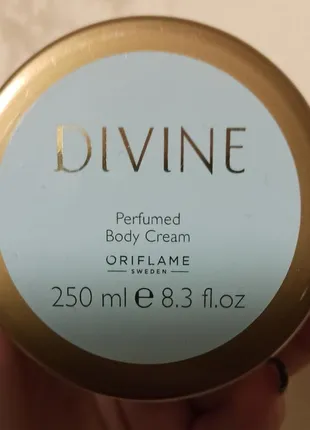 DIVINE
Perfumed
Body Cream
ORIFLAME
SWEDEN
250 ml e 8.3 fl.oz